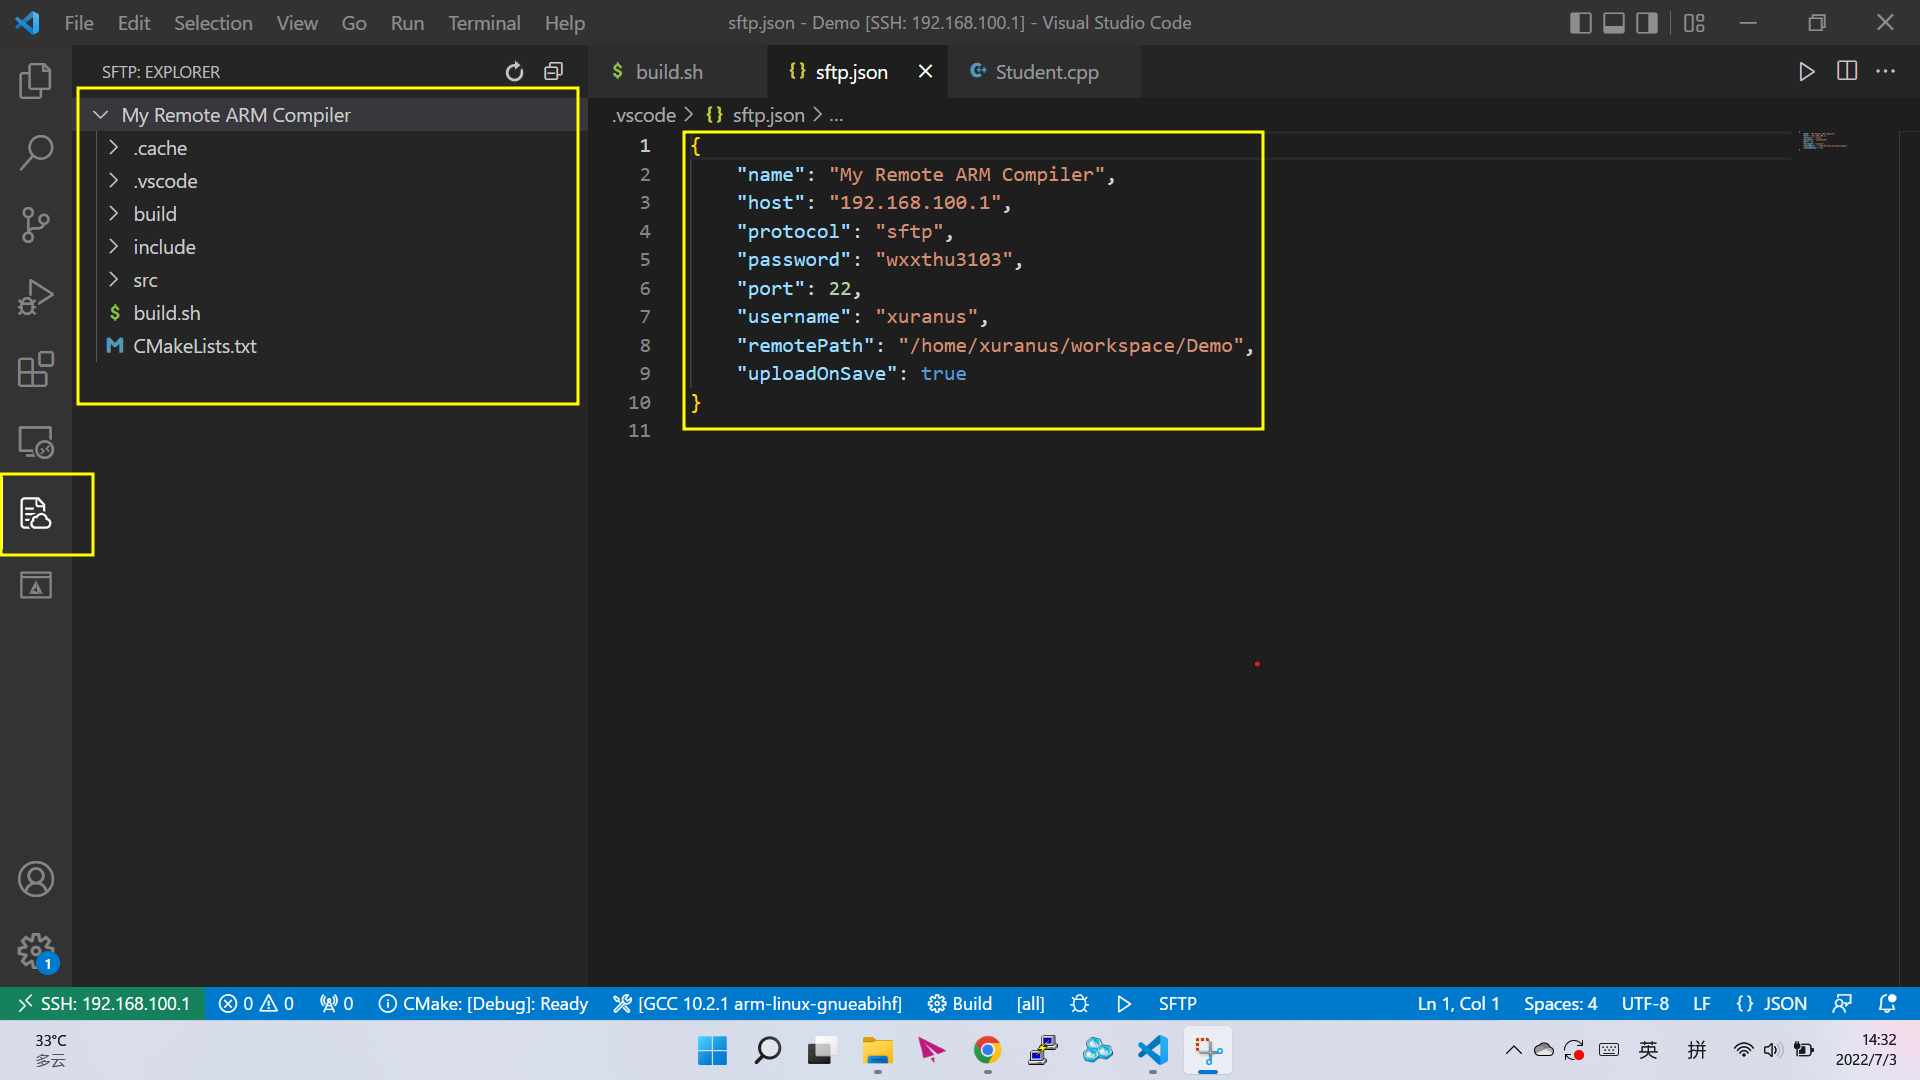 File Edit Selection View Go Run Terminal Help
sftp.json - Demo [SSH: 192.168.100.1] - Visual Studio Code
SFTP: EXPLORER
My Remote ARM Compiler
.cache
.vscode
build
include
src
$ build.sh
M CMakeLists.txt
$ build.sh
{} sftp.json
C+ Student.cpp
.vscode > {} sftp.json > ...
1 {
2 "name": "My Remote ARM Compiler",
3 "host": "192.168.100.1",
4 "protocol": "sftp",
5 "password": "wxxthu3103",
6 "port": 22,
7 "username": "xuranus",
8 "remotePath": "/home/xuranus/workspace/Demo",
9 "uploadOnSave": true
10 }
11
1
SSH: 192.168.100.1 0 0 0 CMake: [Debug]: Ready [GCC 10.2.1 arm-linux-gnueabihf] Build [all] SFTP Ln 1, Col 1 Spaces: 4 UTF-8 LF {} JSON
33°C
多云
英 拼
14:32
2022/7/3